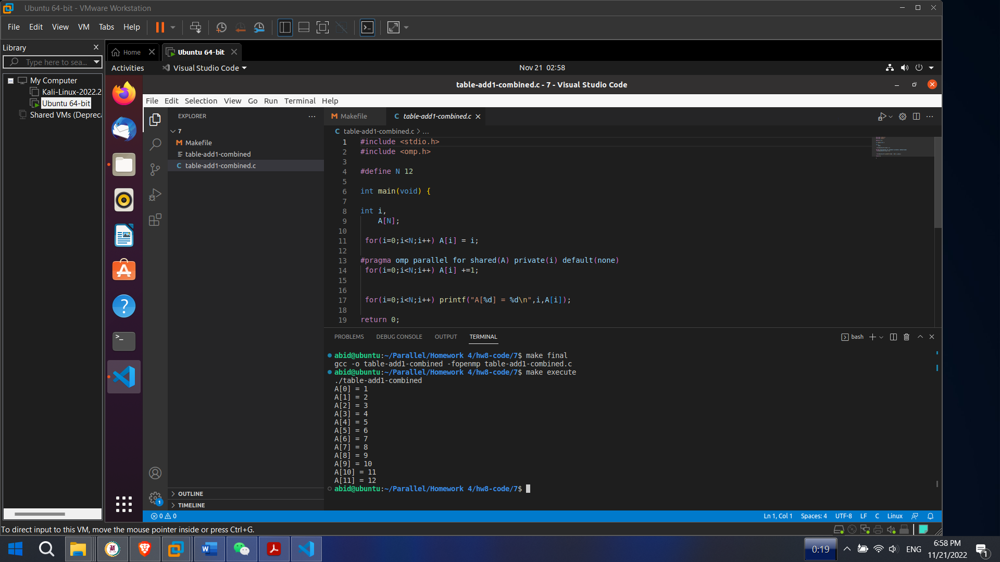 Ubuntu 64-bit - VMware Workstation
File Edit View VM Tabs Help
Library
Type here to sea...
My Computer
Kali-Linux-2022.2
Ubuntu 64-bit
Shared VMs (Depreca
Home
Ubuntu 64-bit
Activities
Visual Studio Code
Nov 21 02:58
table-add1-combined.c - 7 - Visual Studio Code
File Edit Selection View Go Run Terminal Help
EXPLORER
7
M Makefile
table-add1-combined
C table-add1-combined.c
OUTLINE
TIMELINE
M Makefile
C table-add1-combined.c
C table-add1-combined.c > ...
1 #include <stdio.h>
2 #include <omp.h>
3
4 #define N 12
5
6 int main(void) {
7
8 int i,
9 A[N];
10
11 for(i=0;i<N;i++) A[i] = i;
12
13 #pragma omp parallel for shared(A) private(i) default(none)
14 for(i=0;i<N;i++) A[i] +=1;
15
16
17 for(i=0;i<N;i++) printf("A[%d] = %d\n",i,A[i]);
18
19 return 0;
PROBLEMS DEBUG CONSOLE OUTPUT TERMINAL
bash
abid@ubuntu:~/Parallel/Homework 4/hw8-code/7$ make final
gcc -o table-add1-combined -fopenmp table-add1-combined.c
abid@ubuntu:~/Parallel/Homework 4/hw8-code/7$ make execute
./table-add1-combined
A[0] = 1
A[1] = 2
A[2] = 3
A[3] = 4
A[4] = 5
A[5] = 6
A[6] = 7
A[7] = 8
A[8] = 9
A[9] = 10
A[10] = 11
A[11] = 12
abid@ubuntu:~/Parallel/Homework 4/hw8-code/7$
1
0 0
Ln 1, Col 1 Spaces: 4 UTF-8 LF C Linux
To direct input to this VM, move the mouse pointer inside or press Ctrl+G.
0:19
ENG
6:58 PM
11/21/2022
1